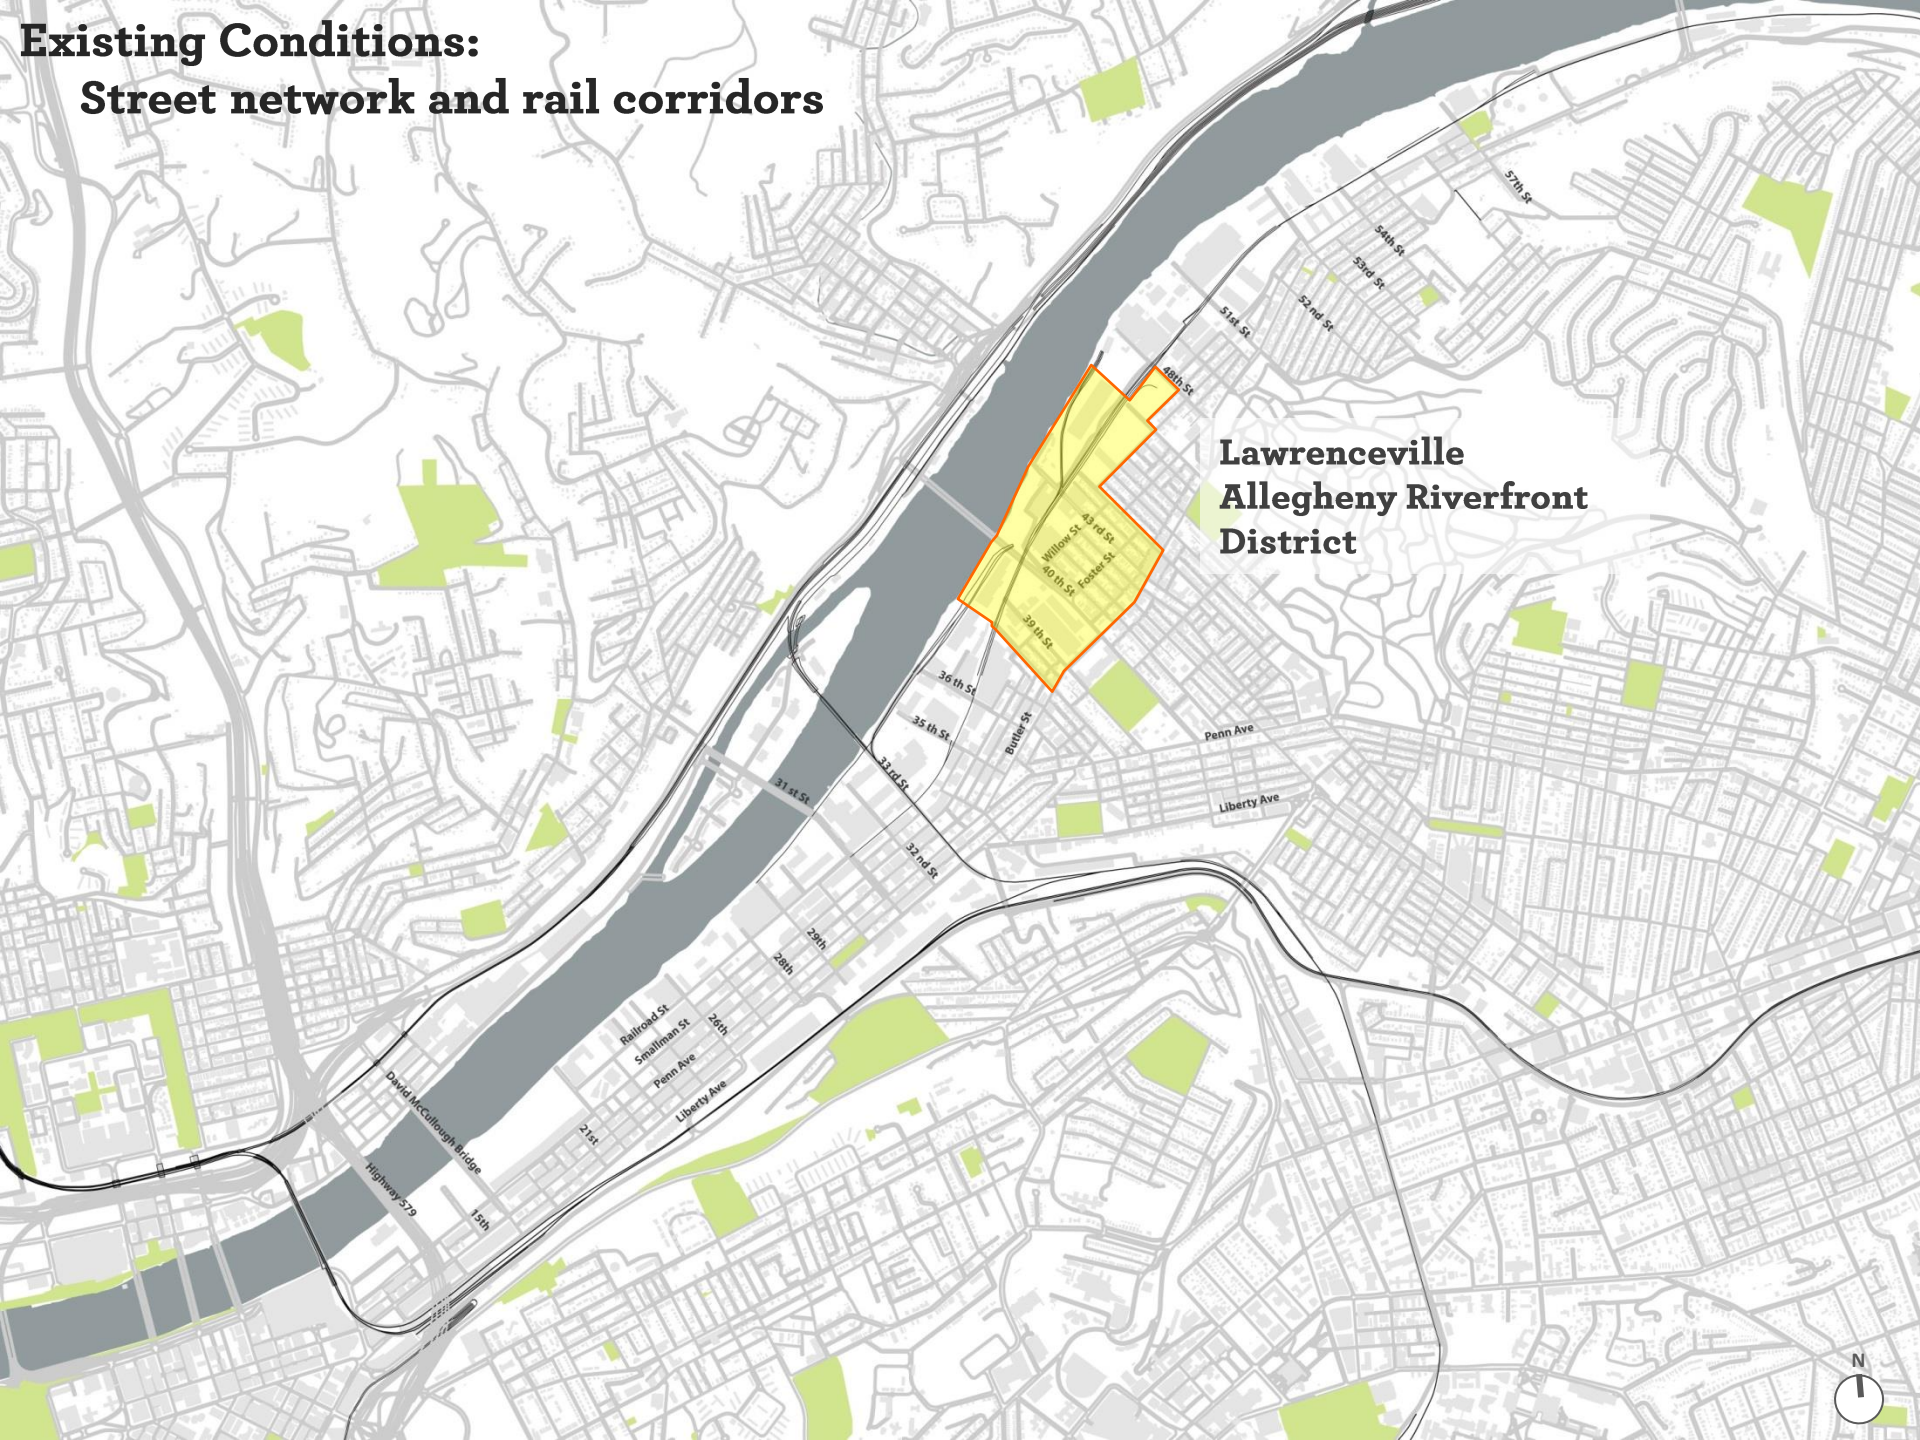 Existing Conditions:
Street network and rail corridors
57th St
54th St
53rd St
52nd St
51st St
48th St
Lawrenceville
Allegheny Riverfront
District
43 rd St
Willow St
Foster St
40 th St
39 th St
36 th St
35 th St
Butler St
Penn Ave
33 rd St
31 st St
Liberty Ave
32 nd St
29th
28th
Railroad St
26th
Smallman St
Penn Ave
Liberty Ave
David McCullough Bridge
21st
Highway 579
15th
N